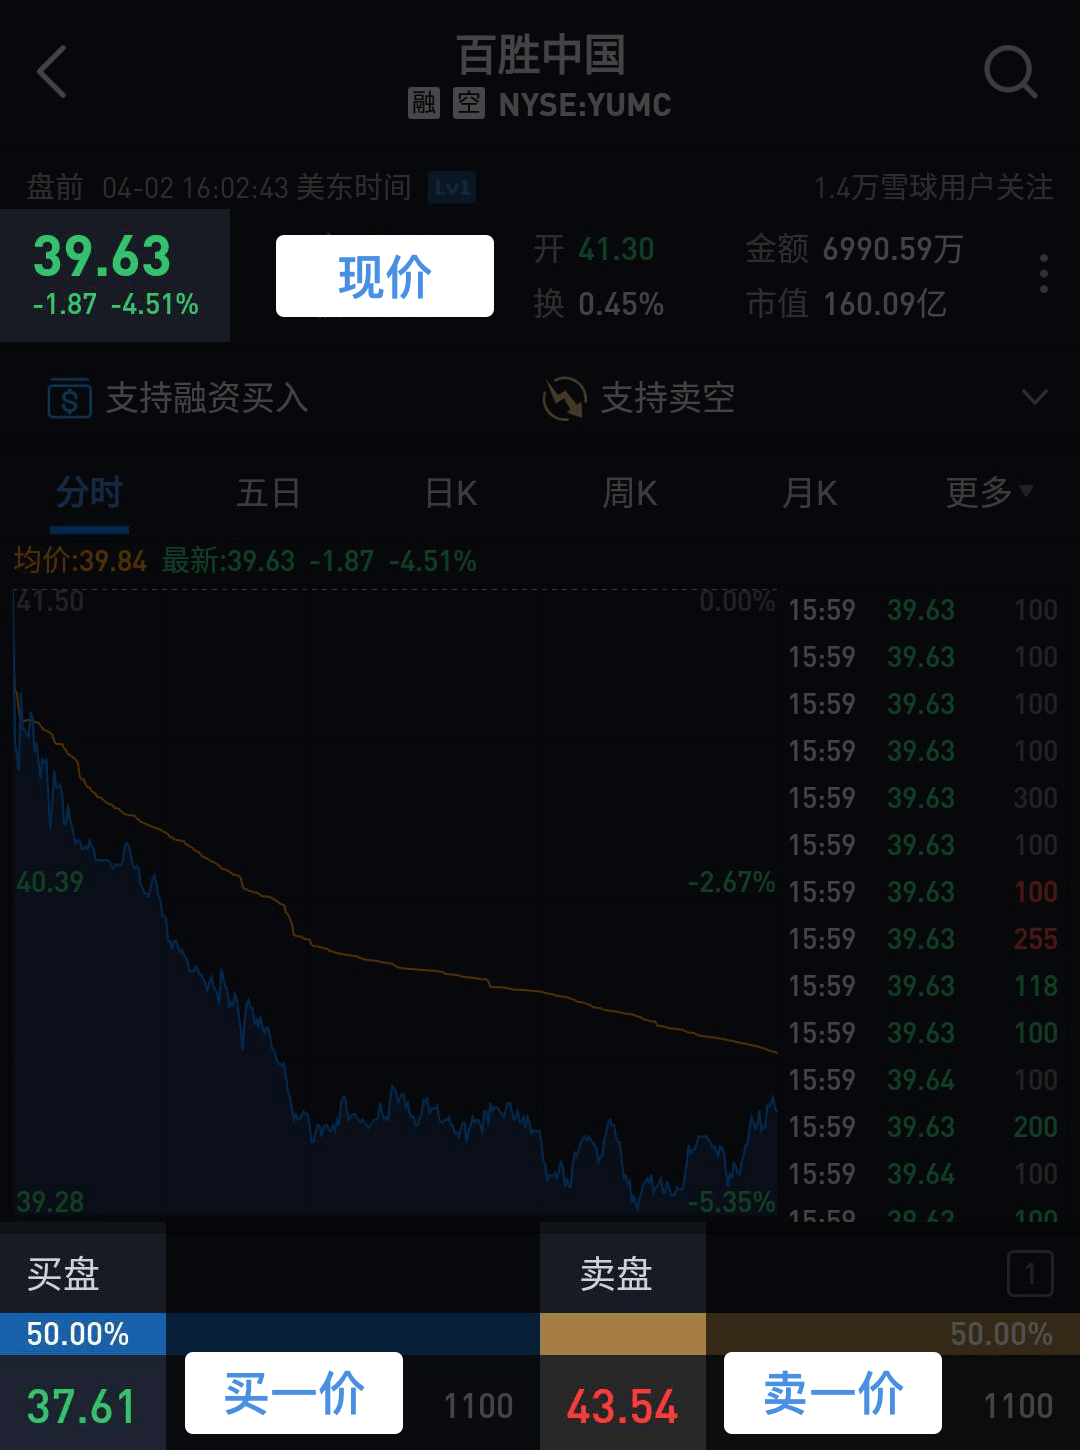 百胜中国
融 空 NYSE:YUMC
盘前 04-02 16:02:43 美东时间 Lv1 1.4万雪球用户关注
39.63 现价 开 41.30 金额 6990.59万
-1.87 -4.51% 换 0.45% 市值 160.09亿
支持融资买入 支持卖空
分时 五日 日K 周K 月K 更多
均价:39.84 最新:39.63 -1.87 -4.51%
41.50 0.00%
15:59 39.63 100
15:59 39.63 100
15:59 39.63 100
15:59 39.63 100
15:59 39.63 300
15:59 39.63 100
40.39 -2.67%
15:59 39.63 100
15:59 39.63 255
15:59 39.63 118
15:59 39.63 100
15:59 39.64 100
15:59 39.63 200
15:59 39.64 100
39.28 -5.35%
15:59 39.63 100
买盘 卖盘 1
50.00% 50.00%
37.61 买一价 1100 43.54 卖一价 1100